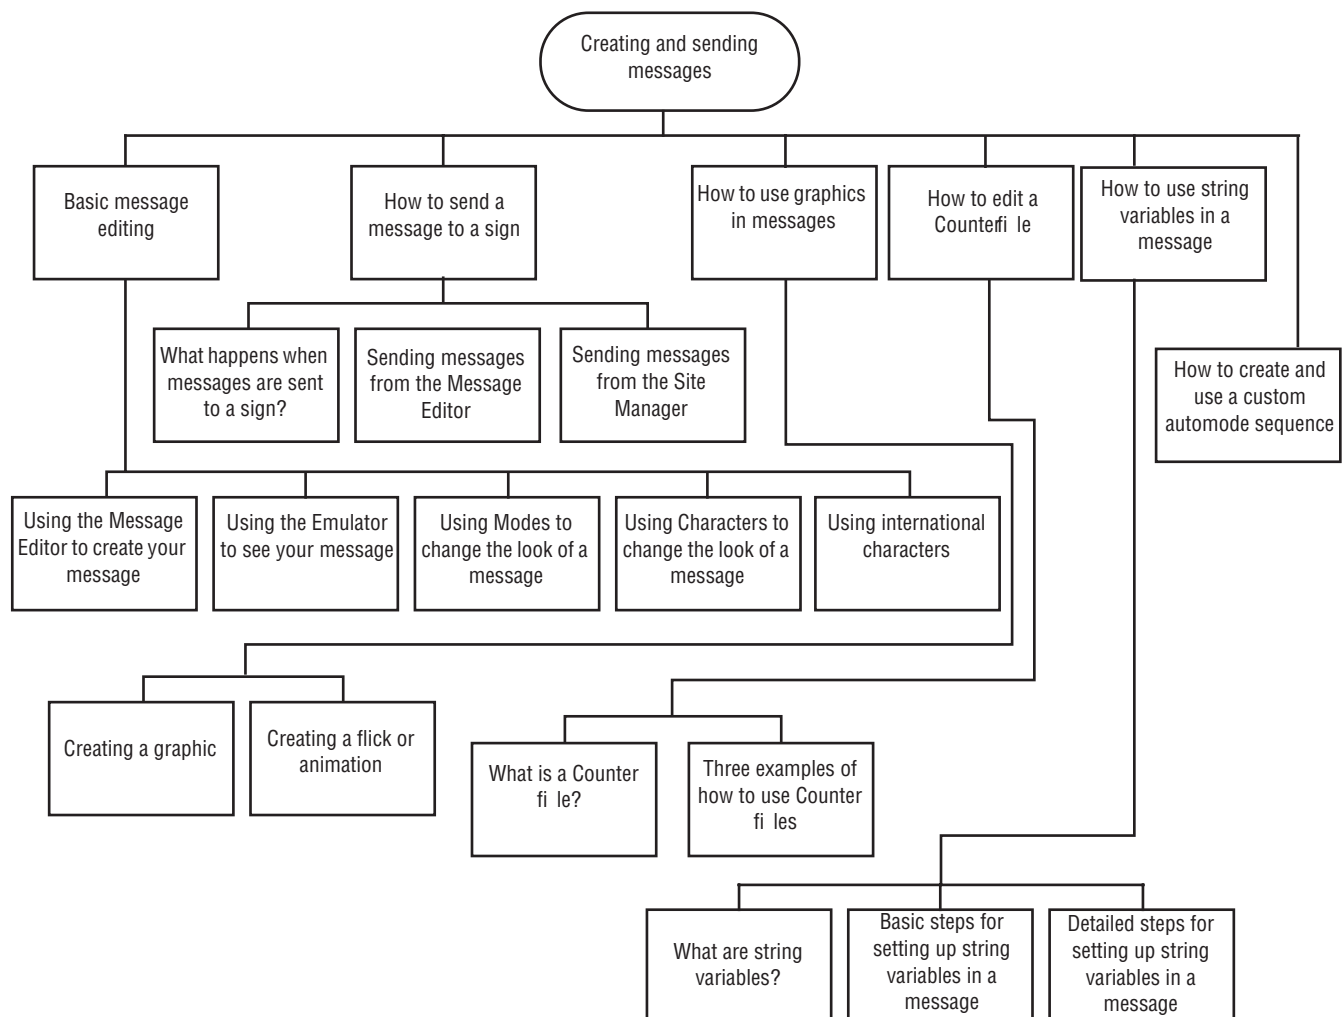 Creating and sending
messages
Basic message
editing
How to send a
message to a sign
How to use graphics
in messages
How to edit a
Counterfi le
How to use string
variables in a
message
What happens when
messages are sent
to a sign?
Sending messages
from the Message
Editor
Sending messages
from the Site
Manager
How to create and
use a custom
automode sequence
Using the Message
Editor to create your
message
Using the Emulator
to see your message
Using Modes to
change the look of a
message
Using Characters to
change the look of a
message
Using international
characters
Creating a graphic
Creating a flick or
animation
What is a Counter
fi le?
Three examples of
how to use Counter
fi les
What are string
variables?
Basic steps for
setting up string
variables in a
message
Detailed steps for
setting up string
variables in a
message